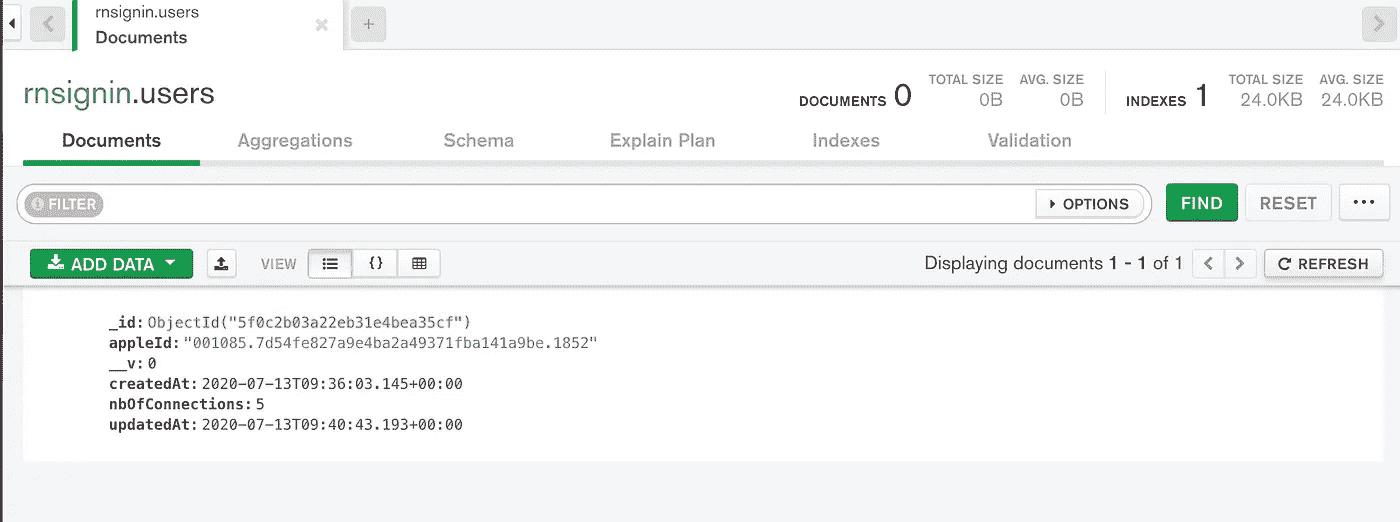 rnsignin.users
Documents
rnsignin.users
DOCUMENTS 0 TOTAL SIZE 0B AVG. SIZE 0B INDEXES 1 TOTAL SIZE 24.0KB AVG. SIZE 24.0KB
Documents Aggregations Schema Explain Plan Indexes Validation
FILTER OPTIONS FIND RESET ...
ADD DATA VIEW {} Displaying documents 1 - 1 of 1 < > REFRESH
_id: ObjectId("5f0c2b03a22eb31e4bea35cf")
appleId: "001085.7d54fe827a9e4ba2a49371fba141a9be.1852"
__v: 0
createdAt: 2020-07-13T09:36:03.145+00:00
nbOfConnections: 5
updatedAt: 2020-07-13T09:40:43.193+00:00